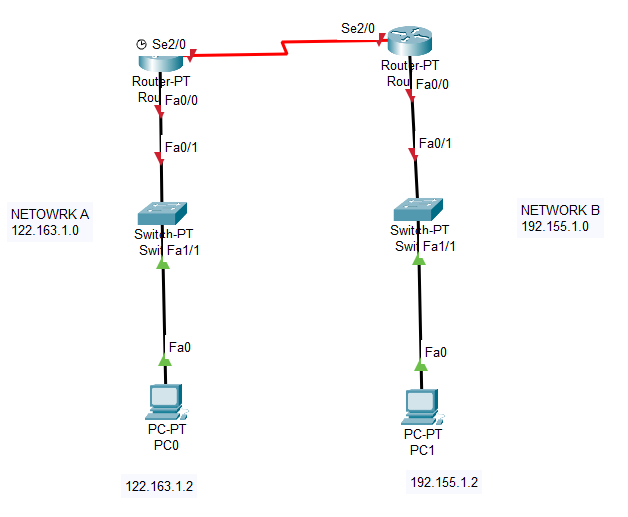 Se2/0
Se2/0
Router-PT
Rou
Fa0/0
Router-PT
Rou
Fa0/0
Fa0/1
Fa0/1
NETOWRK A
122.163.1.0
NETWORK B
192.155.1.0
Switch-PT
Swit Fa1/1
Switch-PT
Swit Fa1/1
Fa0
Fa0
PC-PT
PC0
PC-PT
PC1
122.163.1.2
192.155.1.2